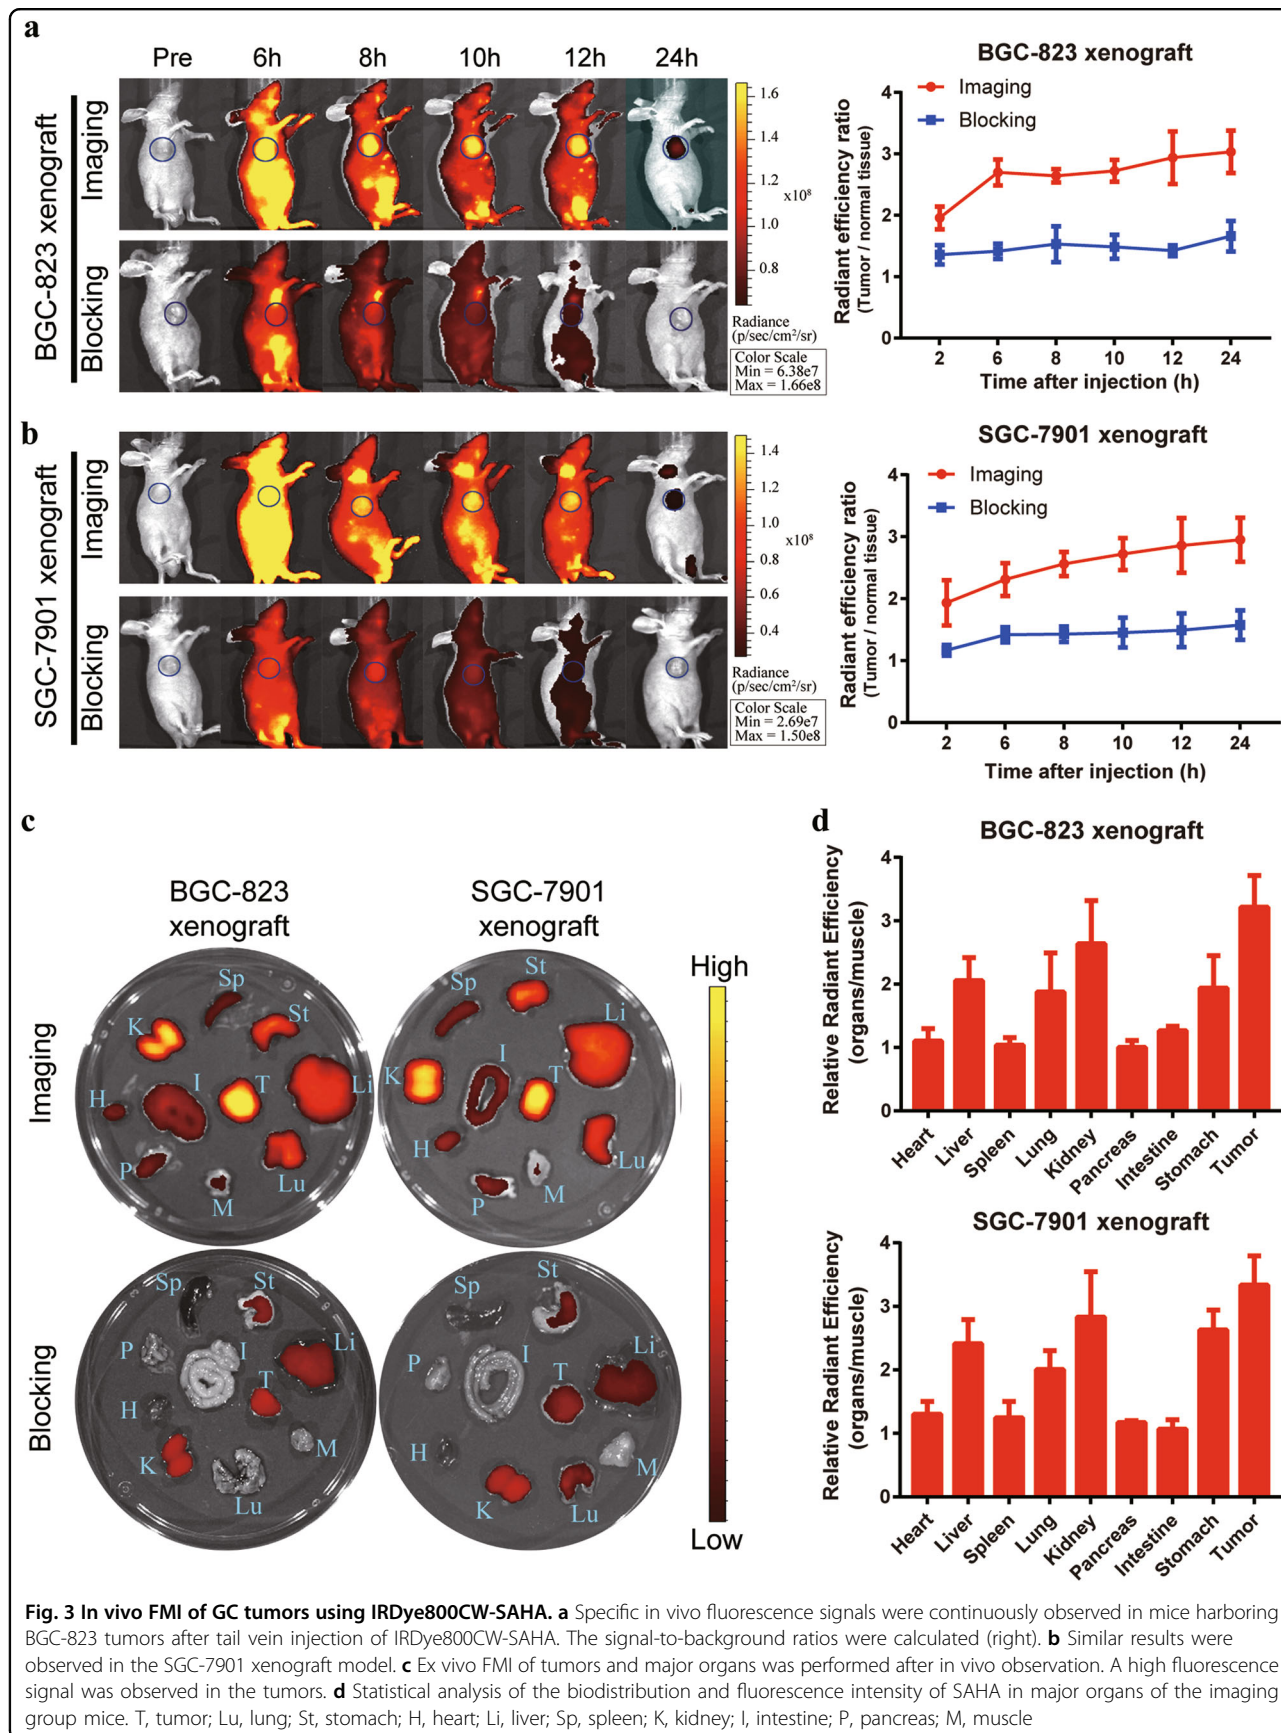 a
Pre 6h 8h 10h 12h 24h
BGC-823 xenograft
Imaging
Blocking
1.6
1.4
1.2
x10⁸
1.0
0.8
Radiance
(p/sec/cm²/sr)
Color Scale
Min = 6.38e7
Max = 1.66e8
BGC-823 xenograft
Imaging
Blocking
Radiant efficiency ratio
(Tumor / normal tissue)
4
3
2
1
0
2 6 8 10 12 24
Time after injection (h)
b
SGC-7901 xenograft
Imaging
Blocking
1.4
1.2
1.0
x10⁸
0.8
0.6
0.4
Radiance
(p/sec/cm²/sr)
Color Scale
Min = 2.69e7
Max = 1.50e8
SGC-7901 xenograft
Imaging
Blocking
Radiant efficiency ratio
(Tumor / normal tissue)
4
3
2
1
0
2 6 8 10 12 24
Time after injection (h)
c
BGC-823
xenograft
SGC-7901
xenograft
Imaging
Sp
St
K
Li
I
T
H
P
Lu
M
Sp
St
Li
I
K
T
H
Lu
P
M
Blocking
Sp
St
P
I
Li
T
H
M
K
Lu
Sp
St
P
I
Li
T
H
M
K
Lu
High
Low
d
BGC-823 xenograft
Relative Radiant Efficiency
(organs/muscle)
4
3
2
1
0
Heart Liver Spleen Lung Kidney Pancreas Intestine Stomach Tumor
SGC-7901 xenograft
Relative Radiant Efficiency
(organs/muscle)
4
3
2
1
0
Heart Liver Spleen Lung Kidney Pancreas Intestine Stomach Tumor
Fig. 3 In vivo FMI of GC tumors using IRDye800CW-SAHA. a Specific in vivo fluorescence signals were continuously observed in mice harboring
BGC-823 tumors after tail vein injection of IRDye800CW-SAHA. The signal-to-background ratios were calculated (right). b Similar results were
observed in the SGC-7901 xenograft model. c Ex vivo FMI of tumors and major organs was performed after in vivo observation. A high fluorescence
signal was observed in the tumors. d Statistical analysis of the biodistribution and fluorescence intensity of SAHA in major organs of the imaging
group mice. T, tumor; Lu, lung; St, stomach; H, heart; Li, liver; Sp, spleen; K, kidney; I, intestine; P, pancreas; M, muscle